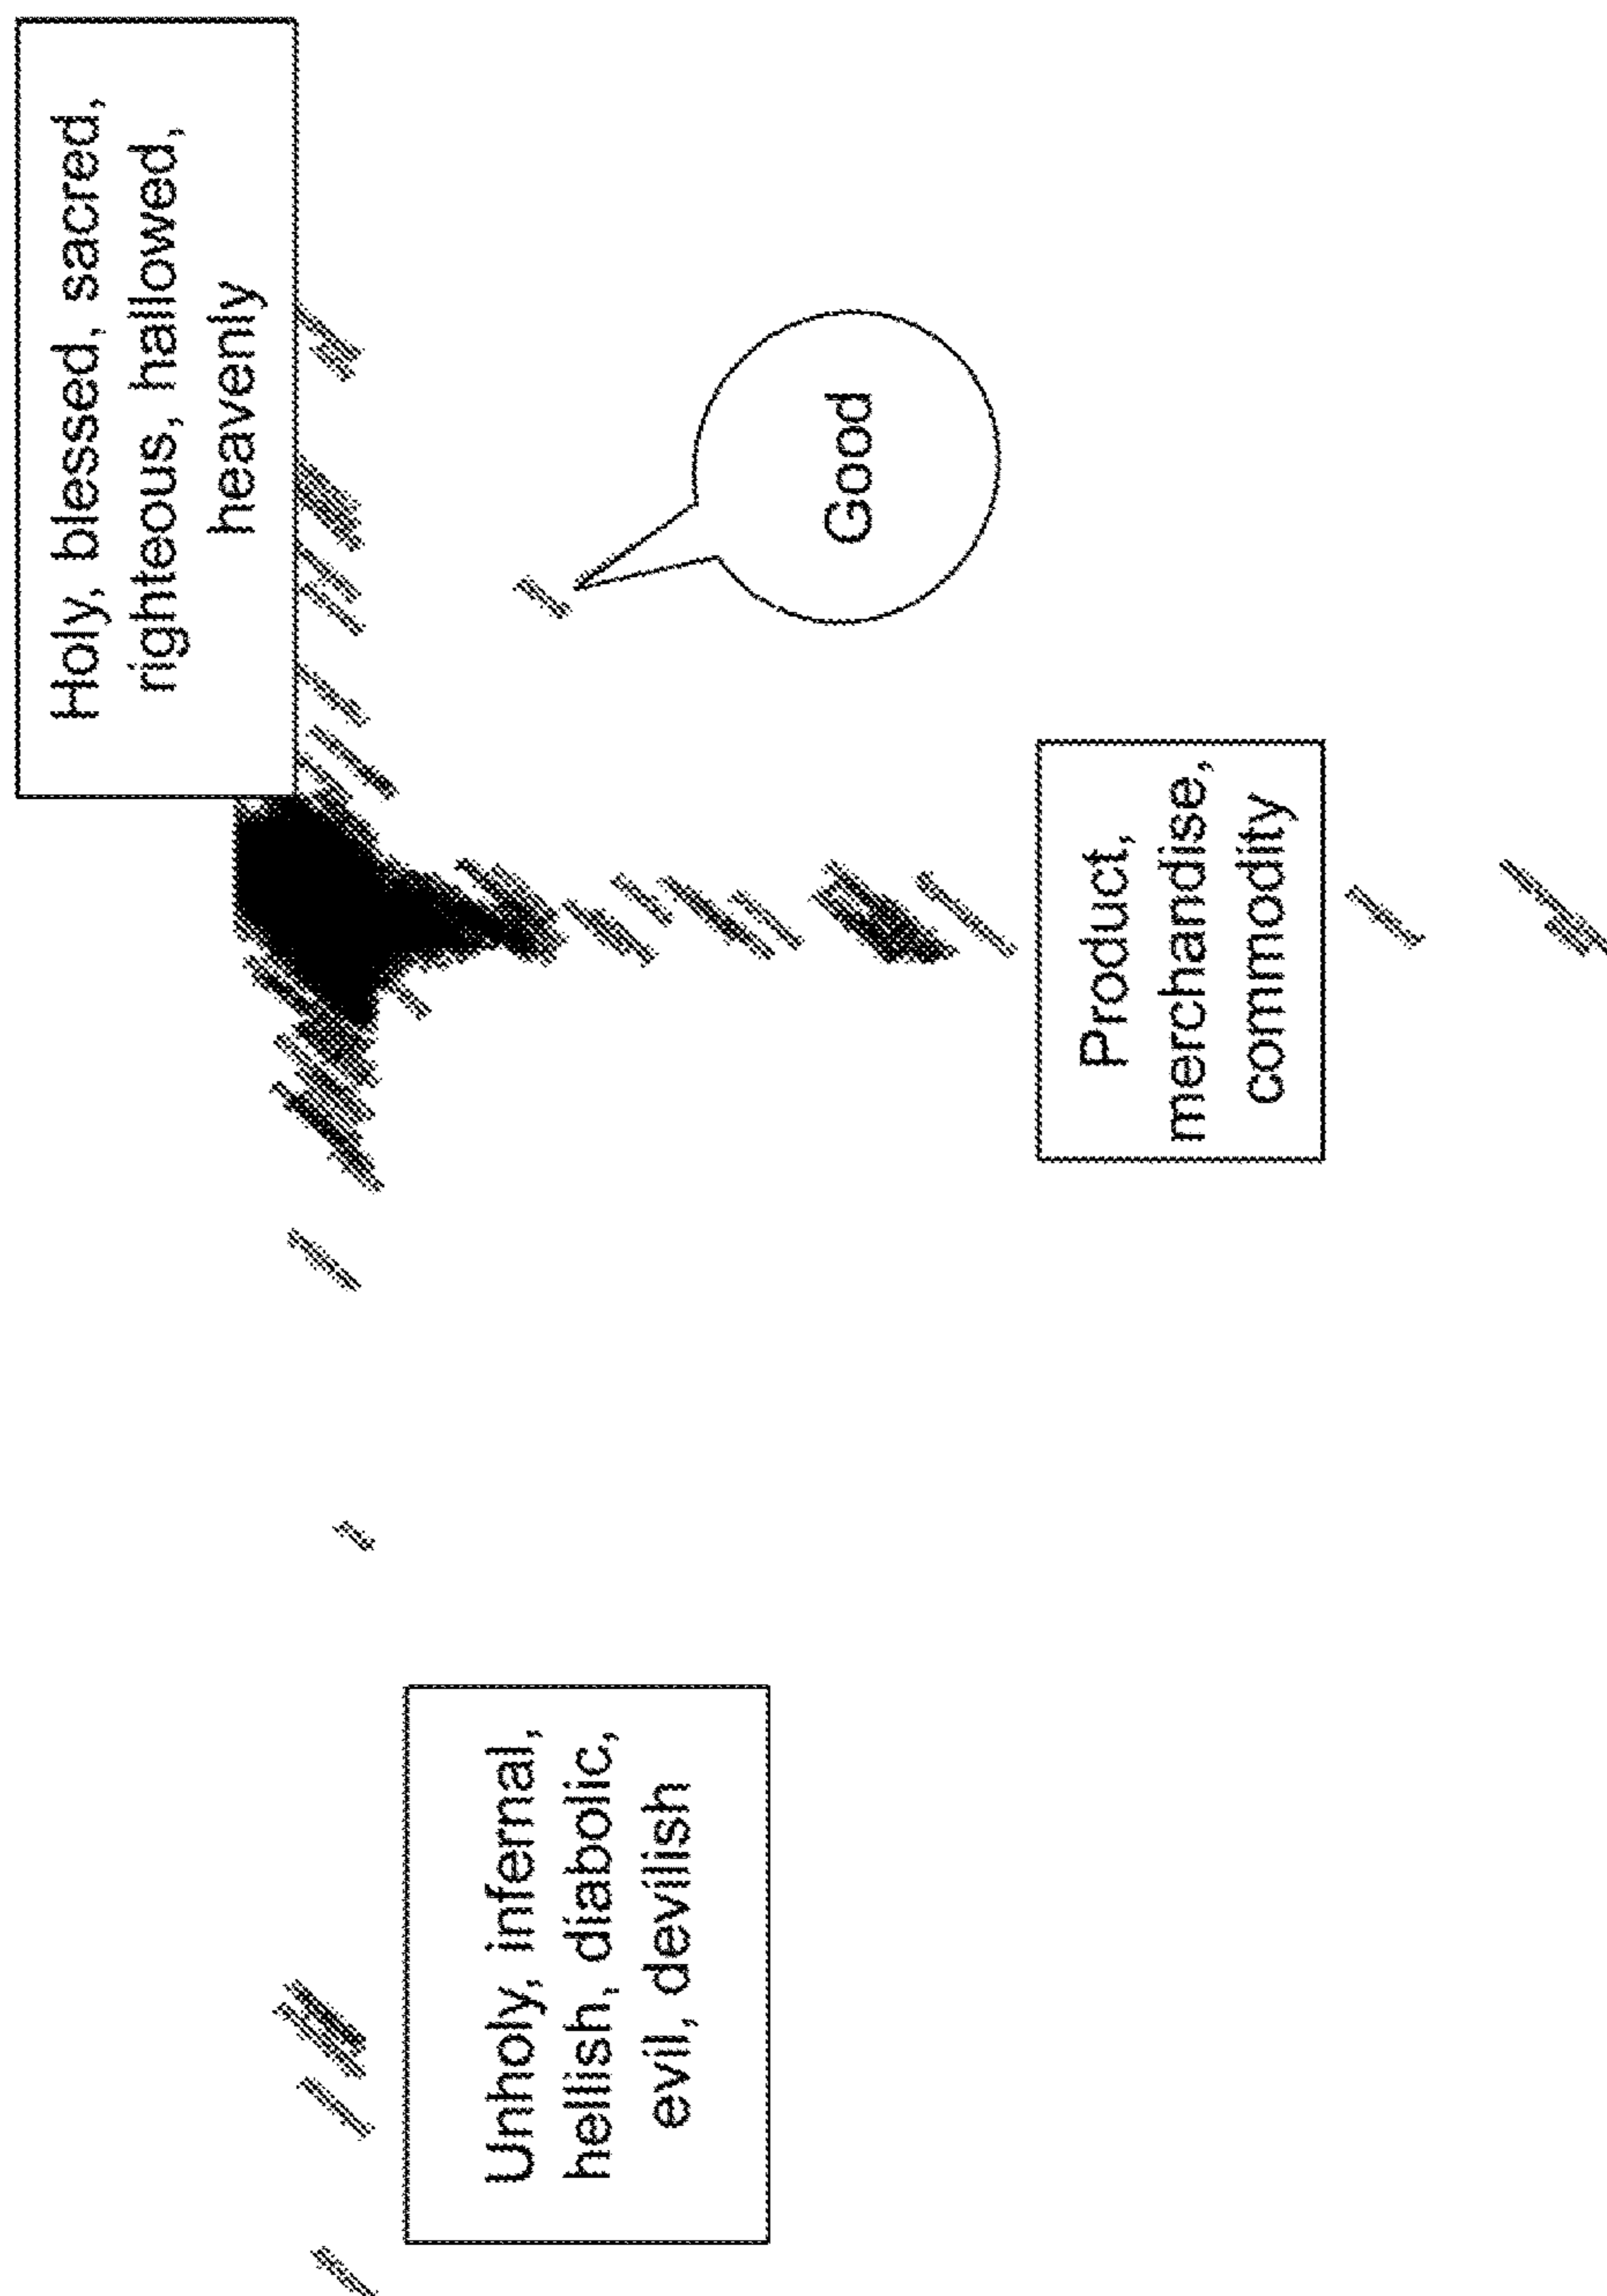 Holy, blessed, sacred,
righteous, hallowed,
heavenly
Good
Product,
merchandise,
commodity
Unholy, infernal,
hellish, diabolic,
evil, devilish